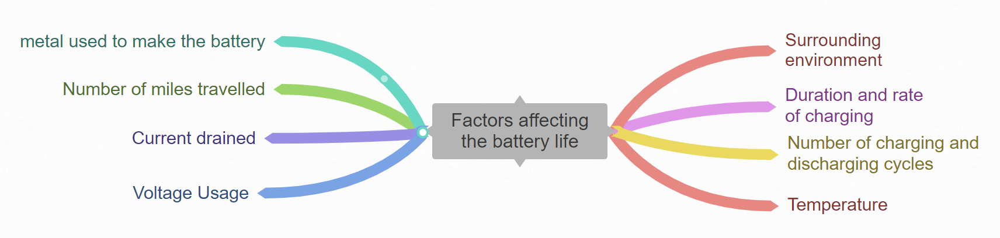 metal used to make the battery
Number of miles travelled
Current drained
Voltage Usage
Factors affecting
the battery life
Surrounding
environment
Duration and rate
of charging
Number of charging and
discharging cycles
Temperature